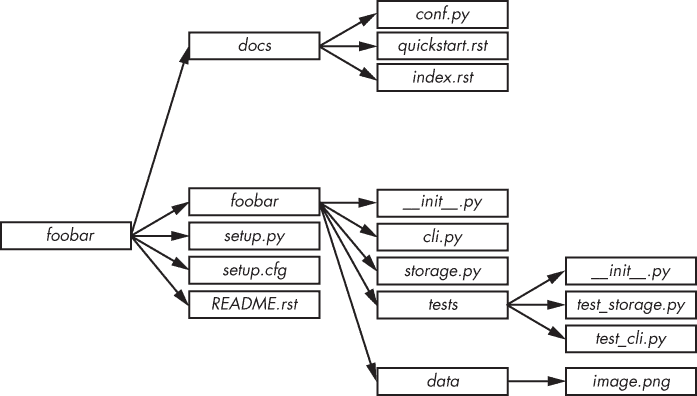 conf.py
docs
quickstart.rst
index.rst
foobar
__init__.py
foobar
setup.py
cli.py
setup.cfg
storage.py
__init__.py
README.rst
tests
test_storage.py
test_cli.py
data
image.png